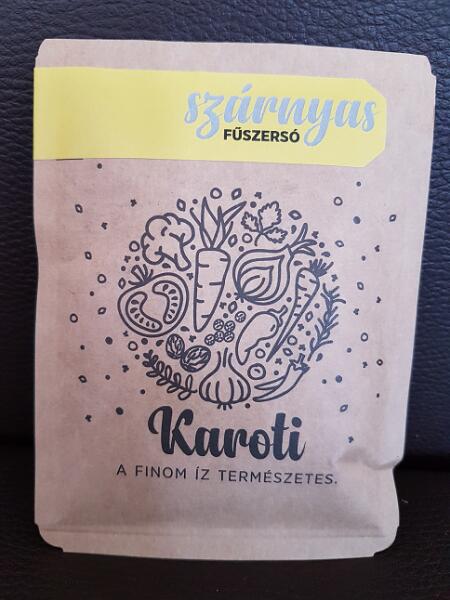 szárnyas
FŰSZERSÓ
Karoti
A FINOM ÍZ TERMÉSZETES.